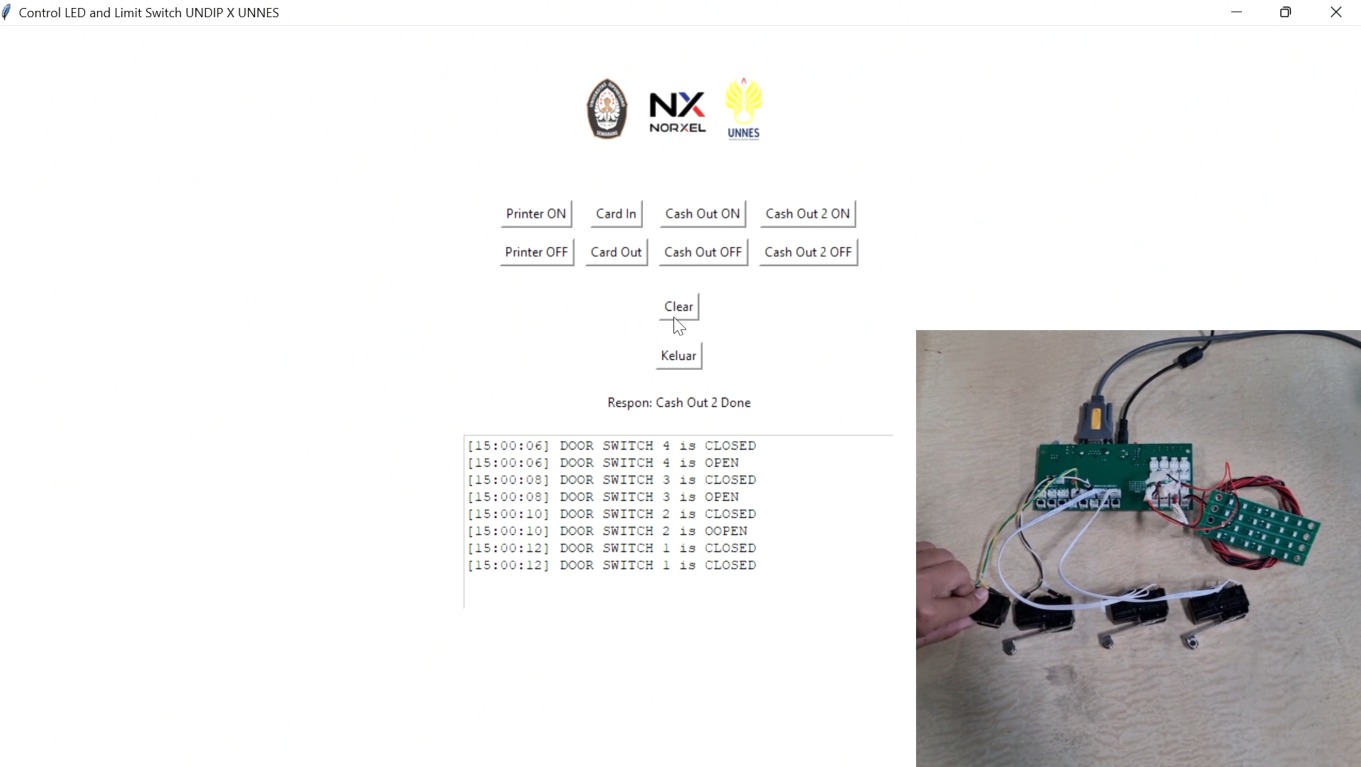 Control LED and Limit Switch UNDIP X UNNES
NX
NORXEL
UNNES
Printer ON Card In Cash Out ON Cash Out 2 ON
Printer OFF Card Out Cash Out OFF Cash Out 2 OFF
Clear
Keluar
Respon: Cash Out 2 Done
[15:00:06] DOOR SWITCH 4 is CLOSED
[15:00:06] DOOR SWITCH 4 is OPEN
[15:00:08] DOOR SWITCH 3 is CLOSED
[15:00:08] DOOR SWITCH 3 is OPEN
[15:00:10] DOOR SWITCH 2 is CLOSED
[15:00:10] DOOR SWITCH 2 is OOPEN
[15:00:12] DOOR SWITCH 1 is CLOSED
[15:00:12] DOOR SWITCH 1 is CLOSED